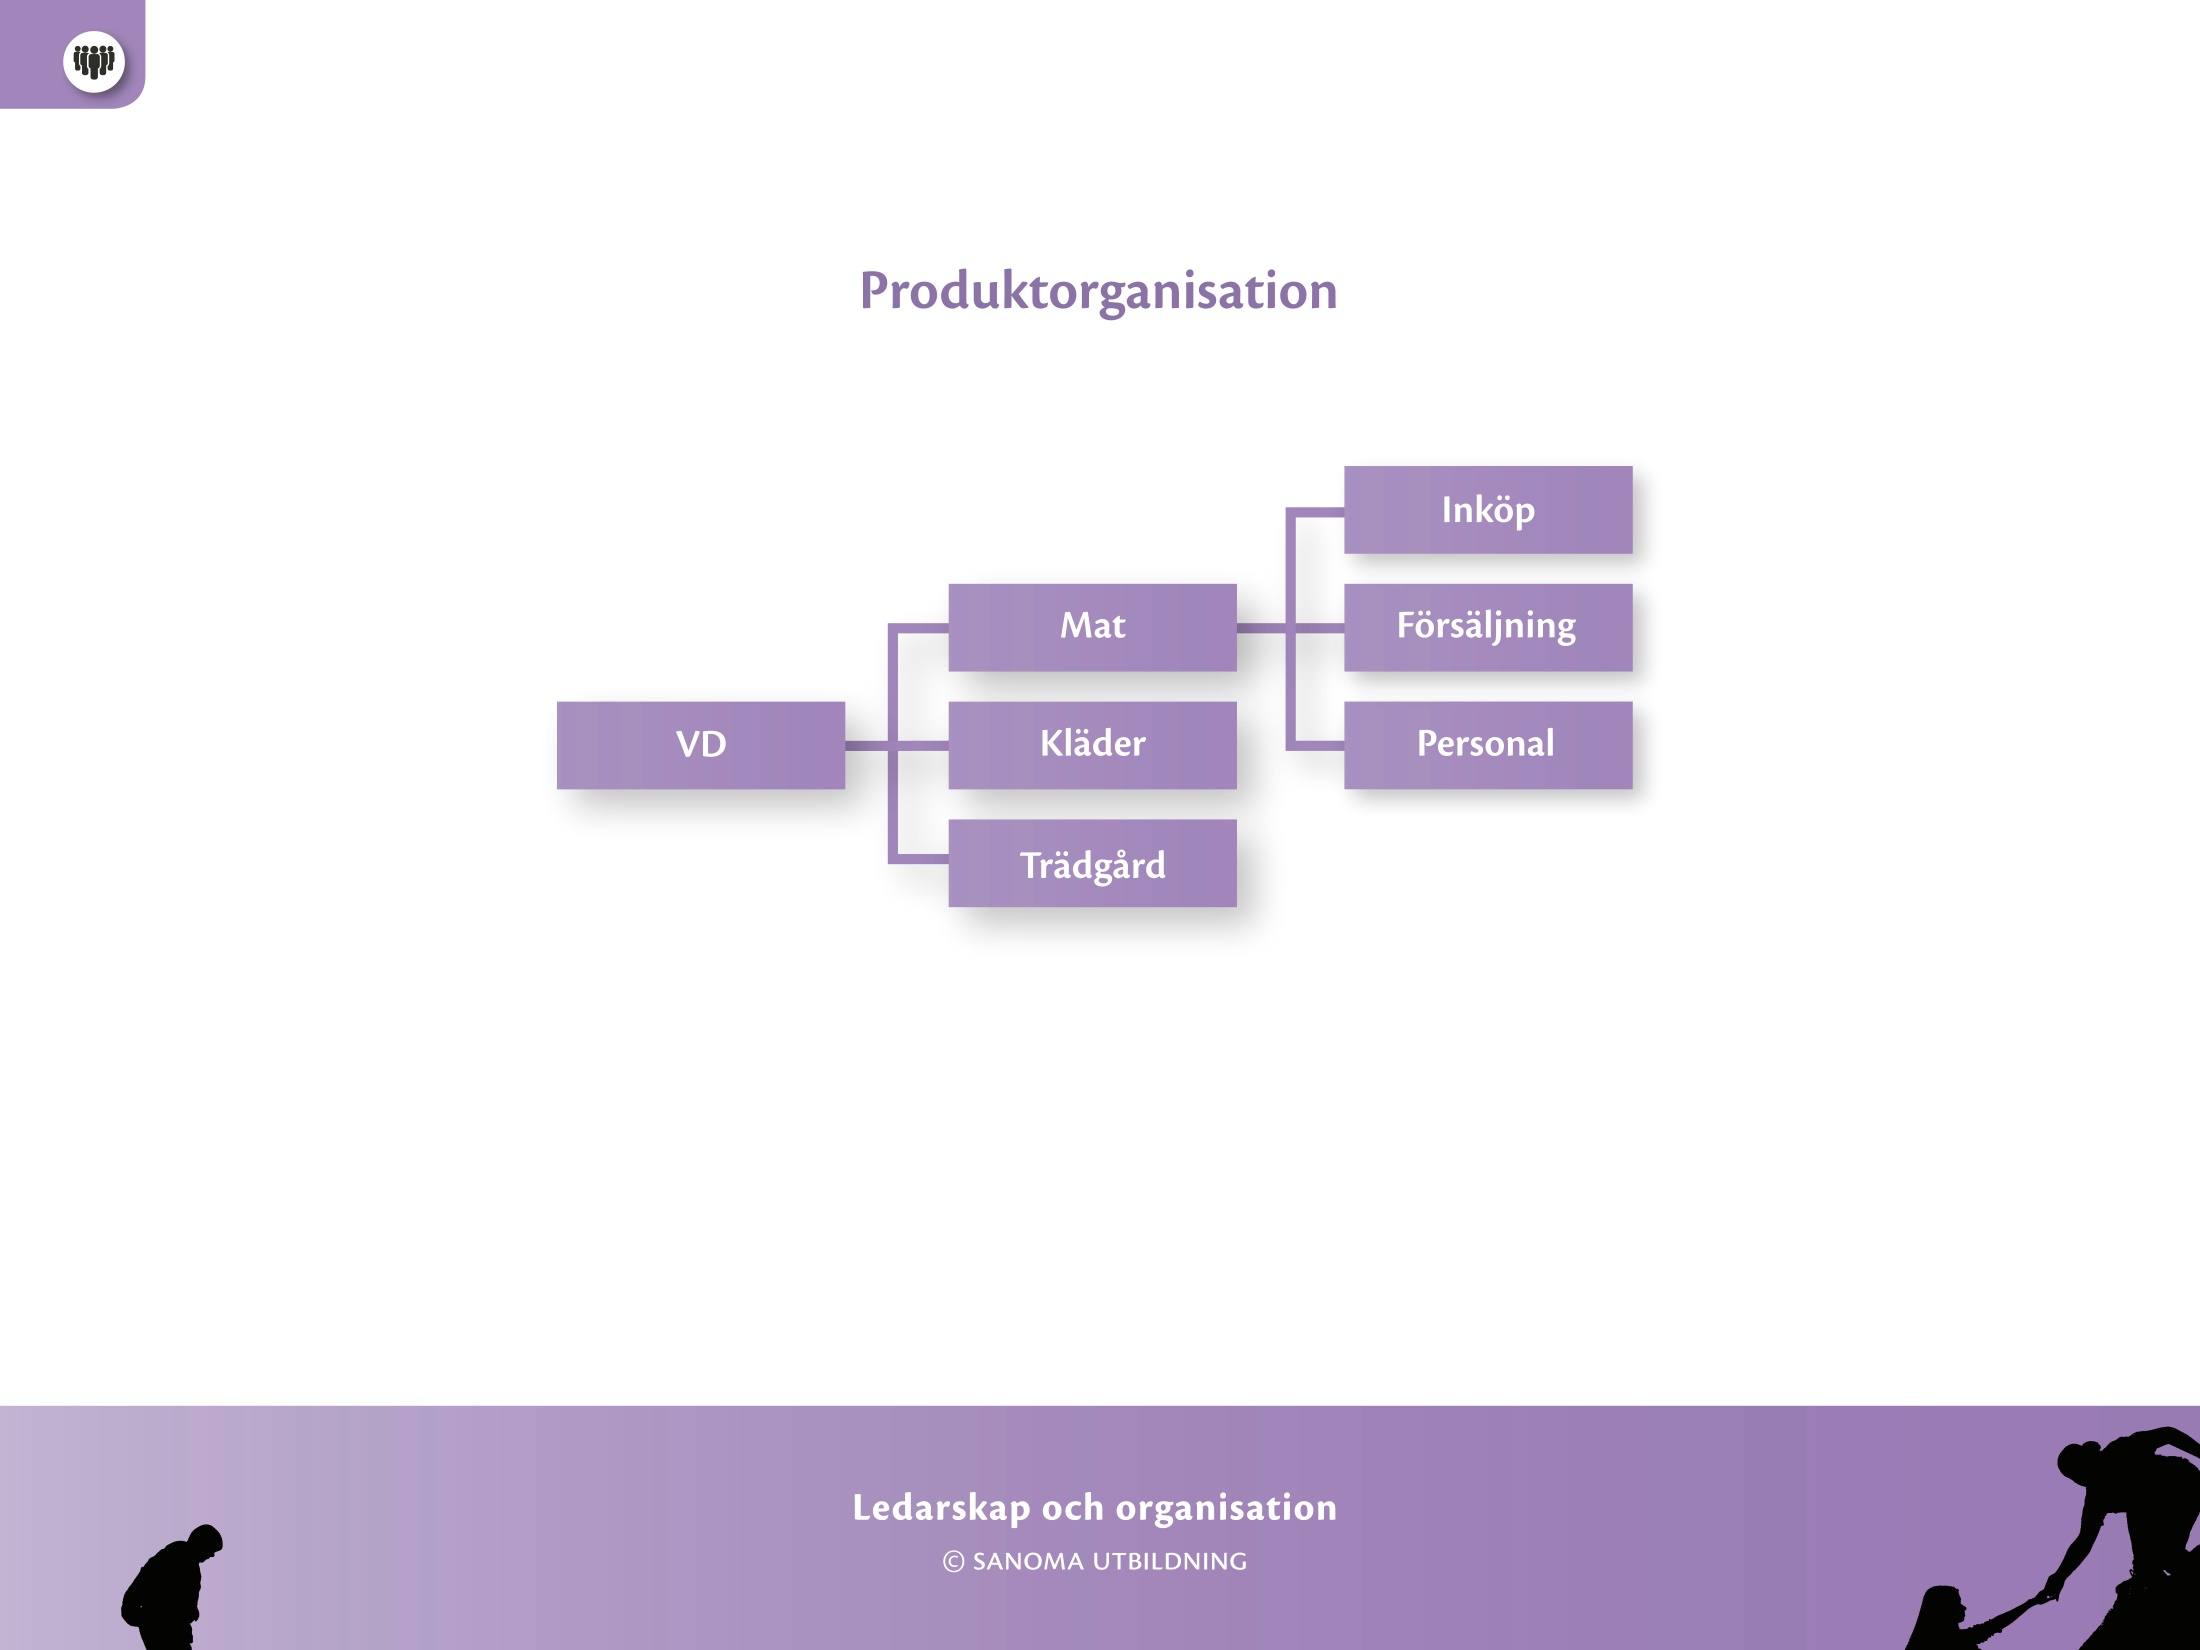 Produktorganisation
Inköp
Mat
Försäljning
VD
Kläder
Personal
Trädgård
Ledarskap och organisation
© SANOMA UTBILDNING